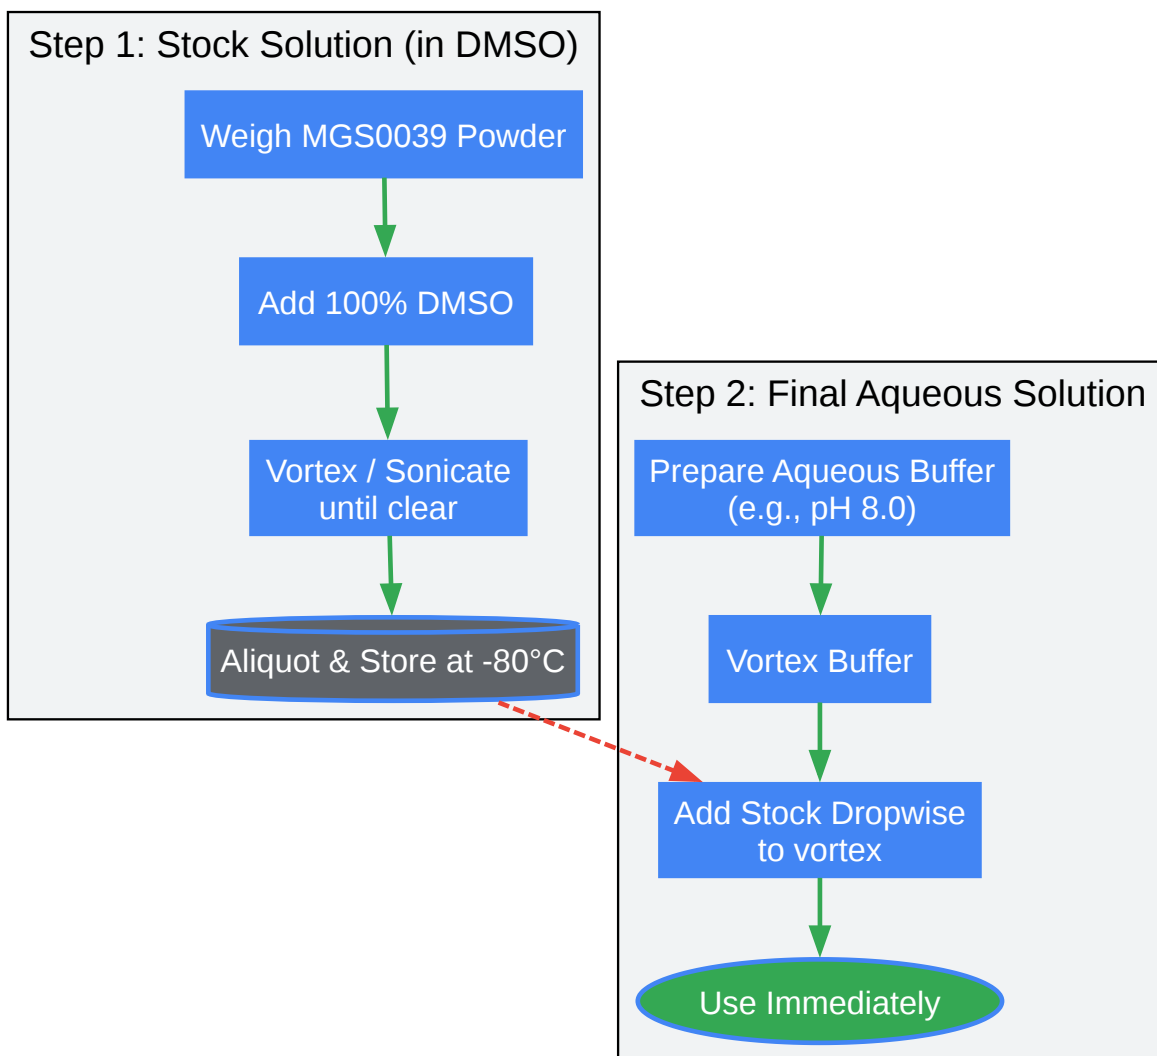 Step 1: Stock Solution (in DMSO)
Weigh MGS0039 Powder
Add 100% DMSO
Vortex / Sonicate
until clear
Aliquot & Store at -80°C
Step 2: Final Aqueous Solution
Prepare Aqueous Buffer
(e.g., pH 8.0)
Vortex Buffer
Add Stock Dropwise
to vortex
Use Immediately